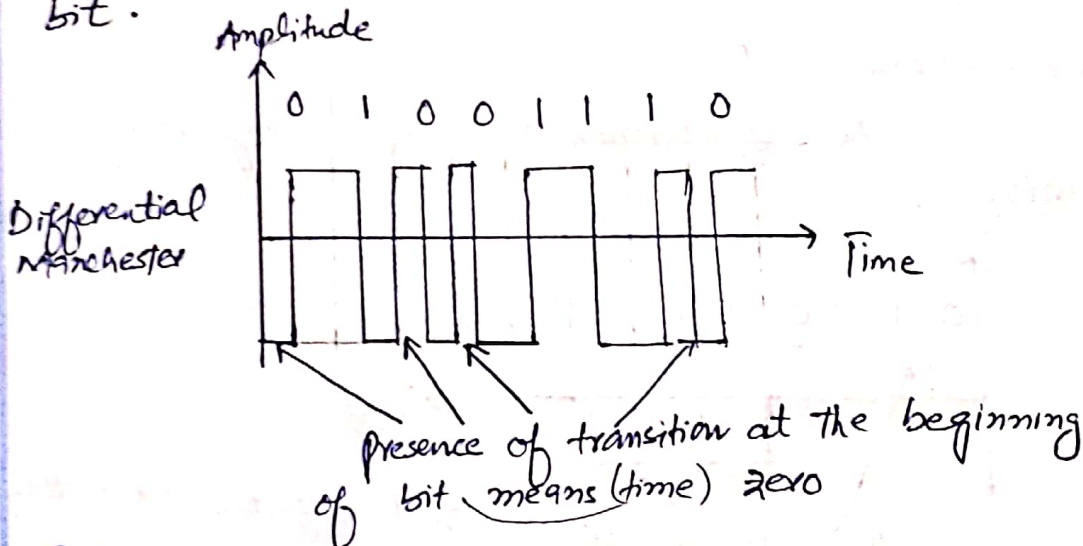 bit.
Amplitude
0 1 0 0 1 1 1 0
Differential
Manchester
Time
presence of transition at the beginning
of bit means (time) zero